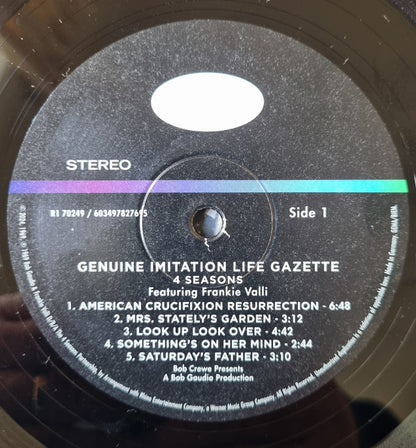 STEREO
R1 70249 / 603497827695
Side 1
GENUINE IMITATION LIFE GAZETTE
4 SEASONS
Featuring Frankie Valli
1. AMERICAN CRUCIFIXION RESURRECTION - 6:48
2. MRS. STATELY'S GARDEN - 3:12
3. LOOK UP LOOK OVER - 4:42
4. SOMETHING'S ON HER MIND - 2:44
5. SATURDAY'S FATHER - 3:10
Bob Crewe Presents
A Bob Gaudio Production